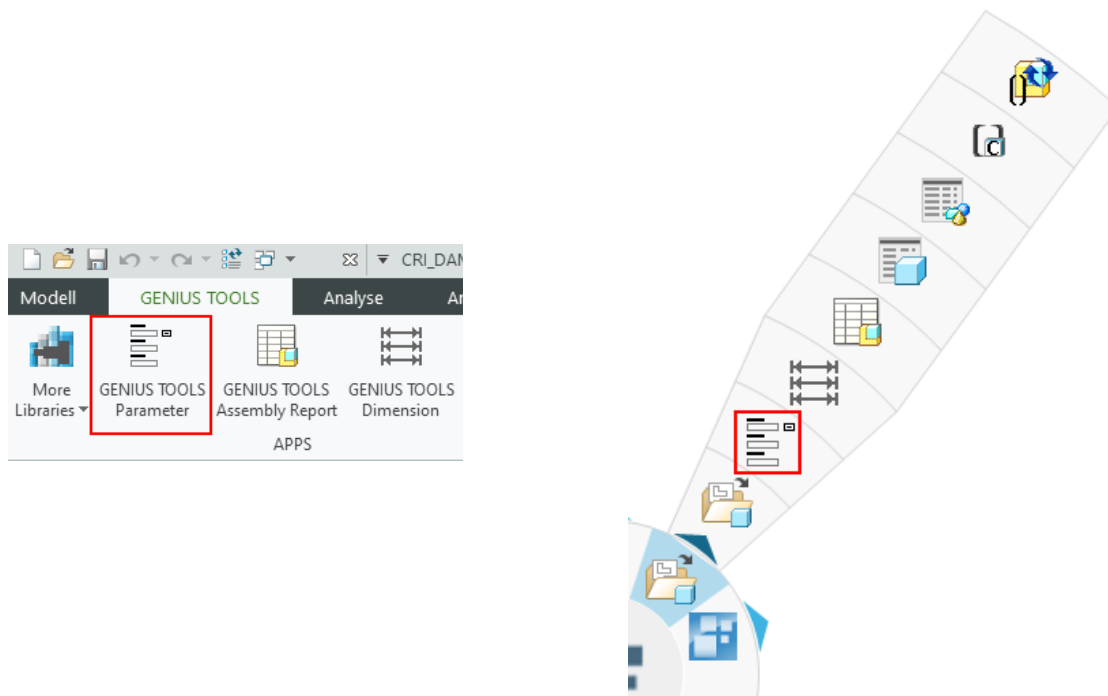 CRI_DAM
Modell GENIUS TOOLS Analyse
More GENIUS TOOLS GENIUS TOOLS GENIUS TOOLS
Libraries Parameter Assembly Report Dimension
APPS